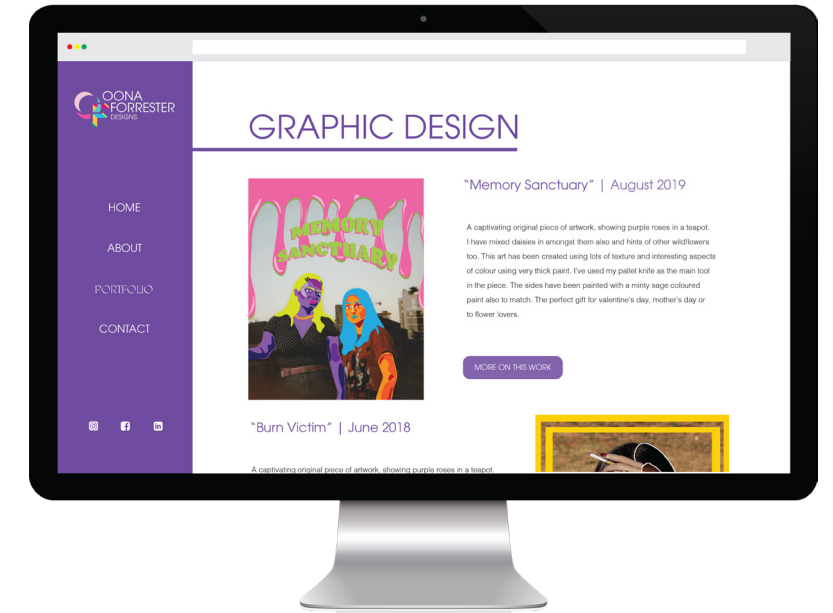 OONA
FORRESTER
DESIGNS
HOME
ABOUT
PORTFOLIO
CONTACT
GRAPHIC DESIGN
MEMORY
SANCTUARY
“Memory Sanctuary” | August 2019
A captivating original piece of artwork, showing purple roses in a teapot.
I have mixed daisies in amongst them also and hints of other wildflowers
too. This art has been created using lots of texture and interesting aspects
of colour using very thick paint. I've used my pallet knife as the main tool
in the piece. The sides have been painted with a minty sage coloured
paint also to match. The perfect gift for valentine's day, mother's day or
to flower lovers.
MORE ON THIS WORK
“Burn Victim” | June 2018
A captivating original piece of artwork, showing purple roses in a teapot.